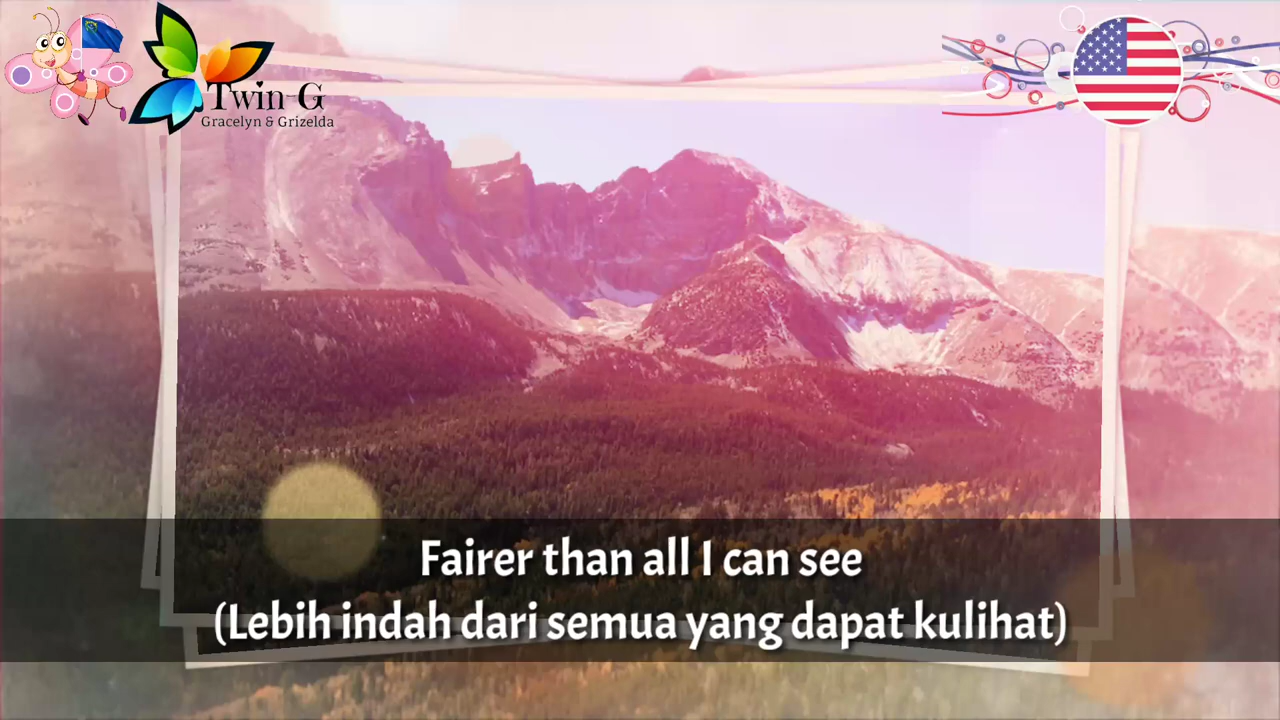 Twin-G
Gracelyn & Grizelda
Fairer than all I can see
(Lebih indah dari semua yang dapat kulihat)